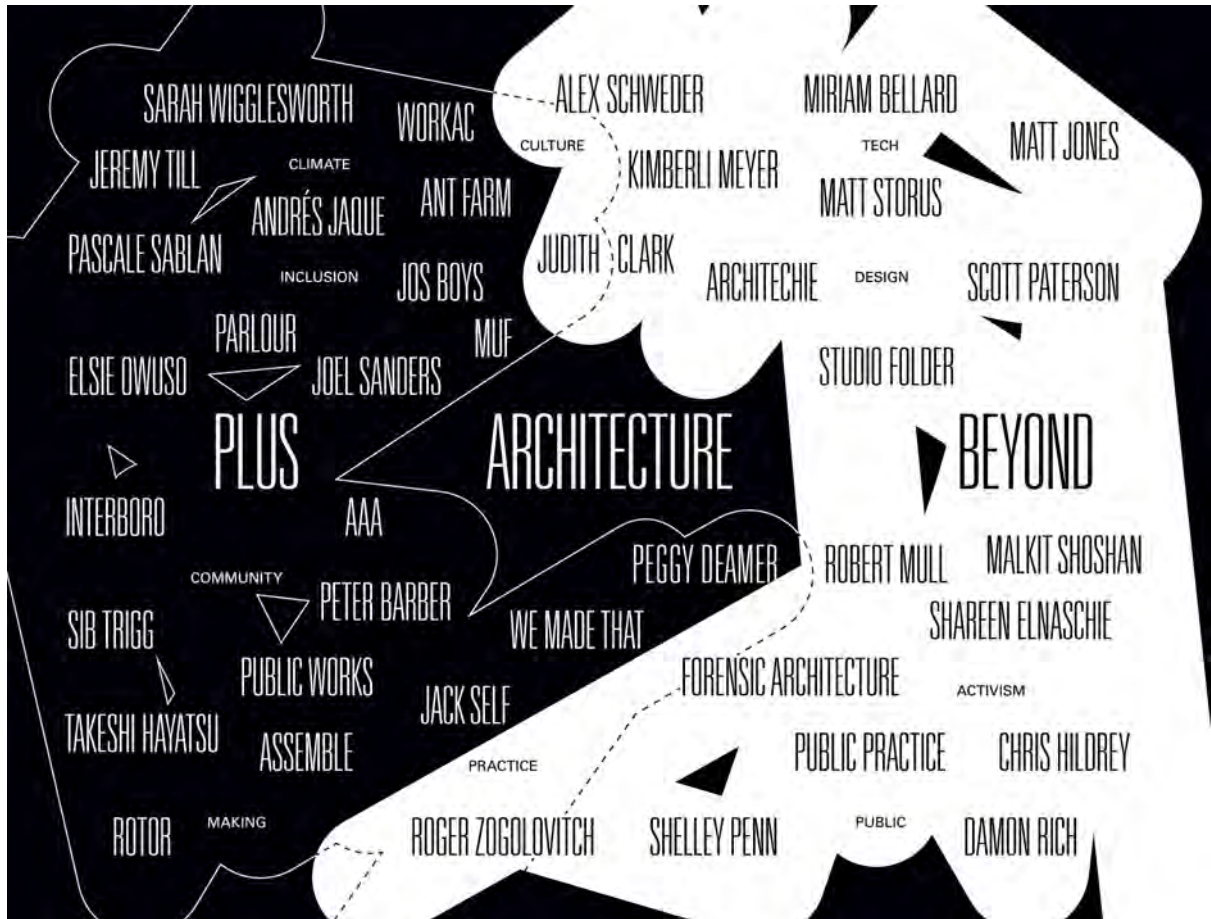 SARAH WIGGLESWORTH
WORKAC
ALEX SCHWEDER
MIRIAM BELLARD
MATT JONES
CULTURE
TECH
JEREMY TILL
CLIMATE
KIMBERLI MEYER
ANDRÉS JAQUE
ANT FARM
MATT STORUS
PASCALE SABLAN
INCLUSION
JOS BOYS
JUDITH CLARK
ARCHITECHIE
DESIGN
SCOTT PATERSON
PARLOUR
MUF
ELSIE OWUSO
JOEL SANDERS
STUDIO FOLDER
PLUS
ARCHITECTURE
BEYOND
INTERBORO
AAA
PEGGY DEAMER
ROBERT MULL
MALKIT SHOSHAN
COMMUNITY
PETER BARBER
SIB TRIGG
WE MADE THAT
SHAREEN ELNASCHIE
PUBLIC WORKS
JACK SELF
FORENSIC ARCHITECTURE
ACTIVISM
TAKESHI HAYATSU
ASSEMBLE
PRACTICE
PUBLIC PRACTICE
CHRIS HILDREY
ROTOR
MAKING
ROGER ZOGOLOVITCH
SHELLEY PENN
PUBLIC
DAMON RICH